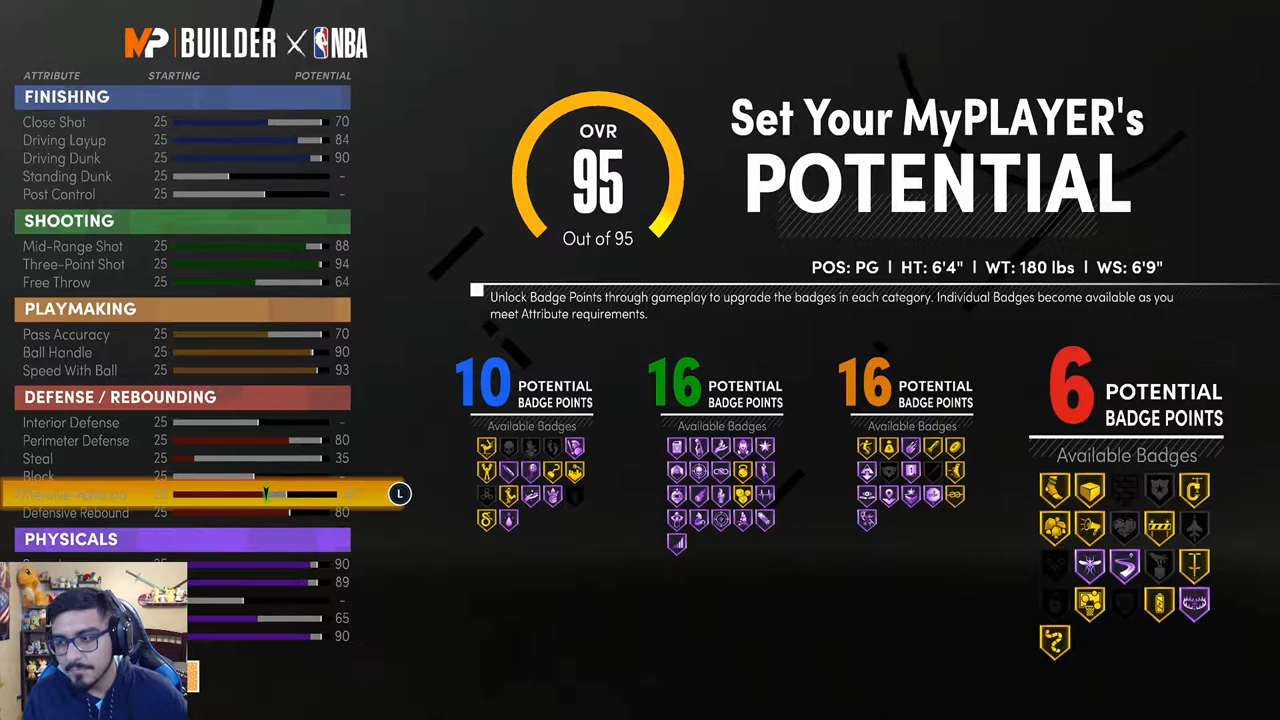 MP | BUILDER X NBA
ATTRIBUTE STARTING POTENTIAL
FINISHING
Close Shot 25 70
Driving Layup 25 84
Driving Dunk 25 90
Standing Dunk 25 -
Post Control 25 -
SHOOTING
Mid-Range Shot 25 88
Three-Point Shot 25 94
Free Throw 25 64
PLAYMAKING
Pass Accuracy 25 70
Ball Handle 25 90
Speed With Ball 25 93
DEFENSE / REBOUNDING
Interior Defense 25 -
Perimeter Defense 25 80
Steal 25 35
Block 25 -
Offensive Rebound 25
L
Defensive Rebound 25 80
PHYSICALS
90
89
-
65
90
OVR
95
Out of 95
Set Your MyPLAYER's
POTENTIAL
POS: PG | HT: 6'4" | WT: 180 lbs | WS: 6'9"
Unlock Badge Points through gameplay to upgrade the badges in each category. Individual Badges become available as you
meet Attribute requirements.
10 POTENTIAL
BADGE POINTS
Available Badges
16 POTENTIAL
BADGE POINTS
Available Badges
16 POTENTIAL
BADGE POINTS
Available Badges
6 POTENTIAL
BADGE POINTS
Available Badges